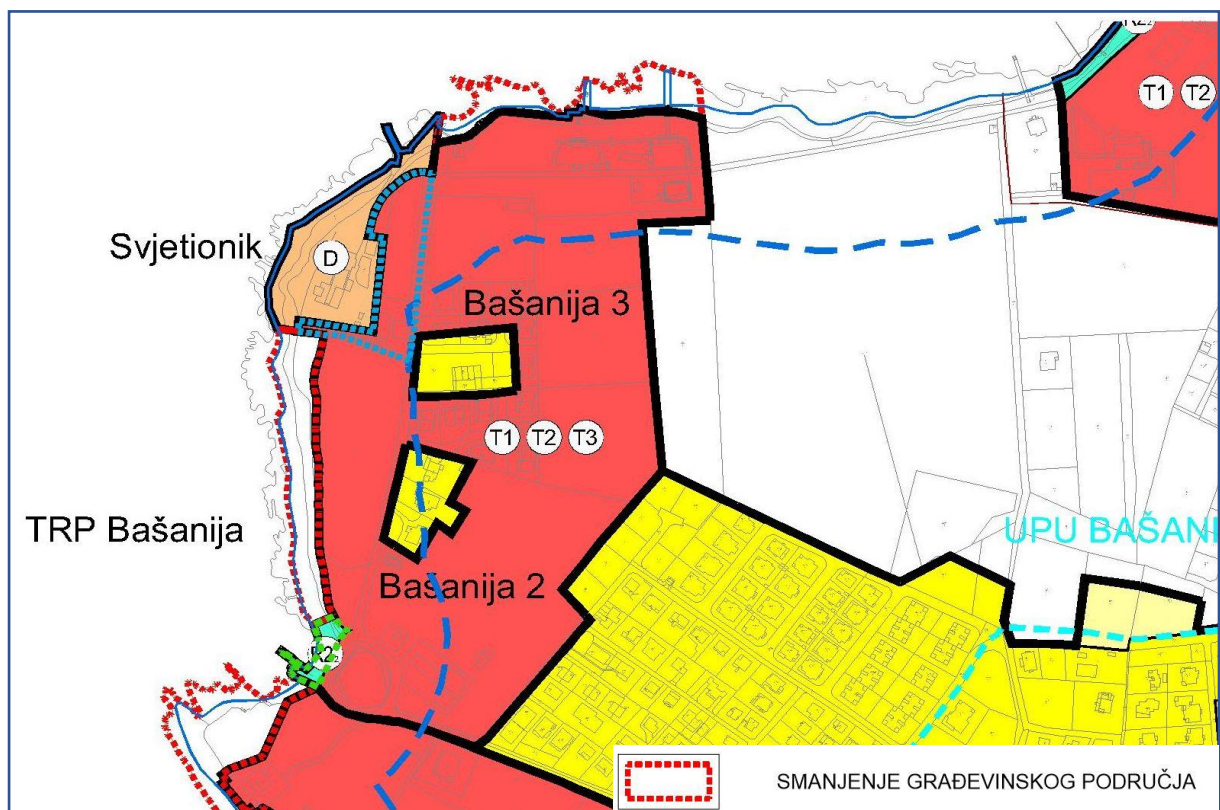 T1 T2
Svjetionik
D
Bašanija 3
T1 T2 T3
TRP Bašanija
UPU BAŠANI
Bašanija 2
SMANJENJE GRAĐEVINSKOG PODRUČJA